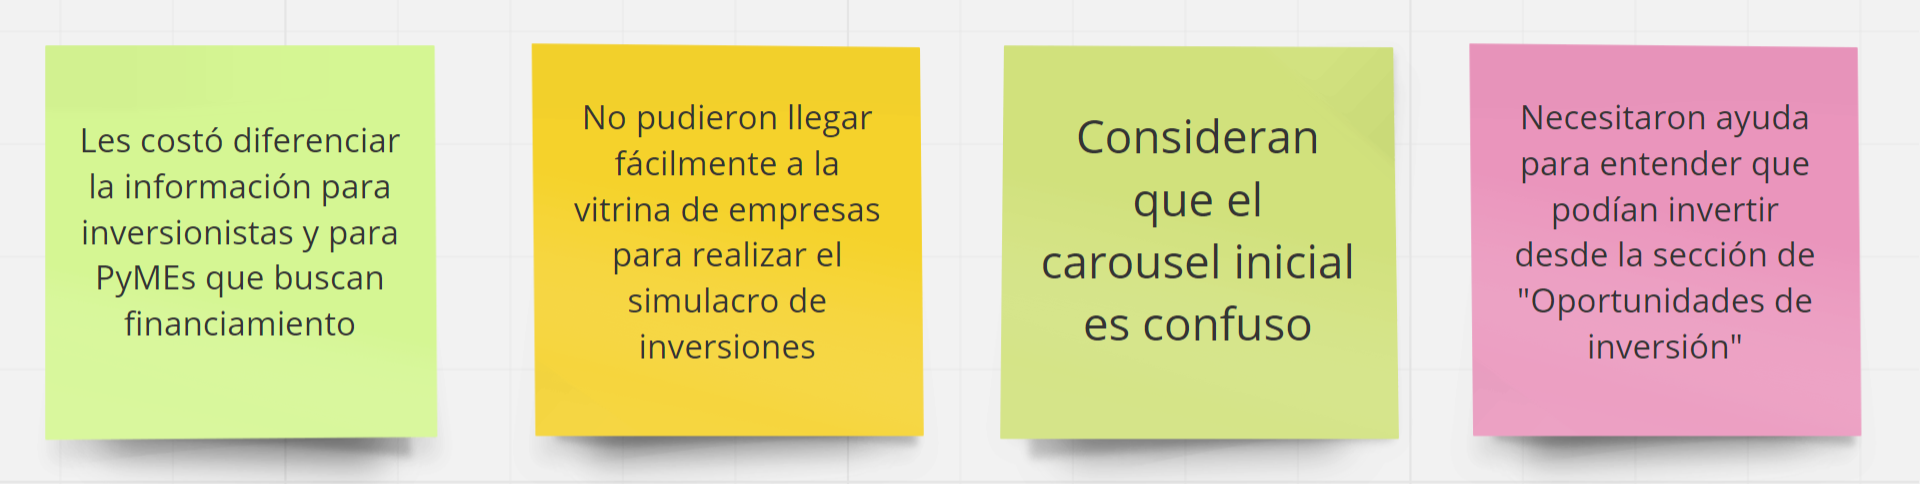 Les costó diferenciar
la información para
inversionistas y para
PyMEs que buscan
financiamiento
No pudieron llegar
fácilmente a la
vitrina de empresas
para realizar el
simulacro de
inversiones
Consideran
que el
carousel inicial
es confuso
Necesitaron ayuda
para entender que
podían invertir
desde la sección de
"Oportunidades de
inversión"